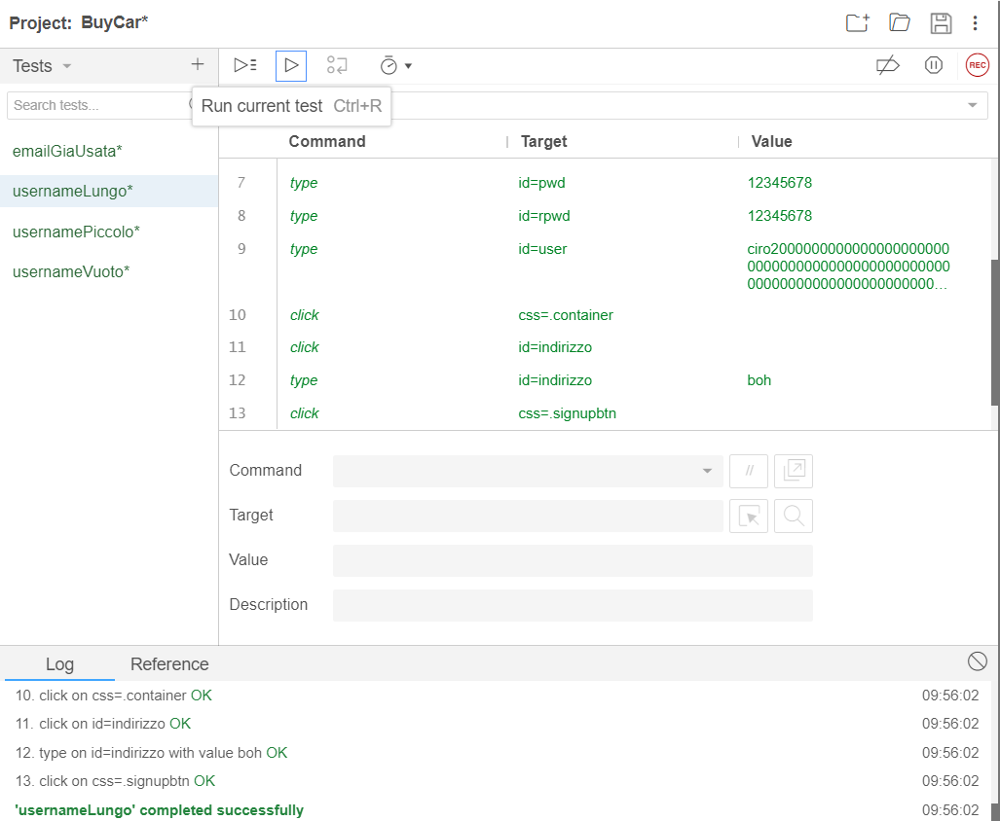 Project: BuyCar*
Tests
REC
Search tests...
Run current test Ctrl+R
Command Target Value
emailGiaUsata*
usernameLungo*
usernamePiccolo*
usernameVuoto*
7 type id=pwd 12345678
8 type id=rpwd 12345678
9 type id=user ciro2000000000000000000000
00000000000000000000000000
000000000000000000000000...
10 click css=.container
11 click id=indirizzo
12 type id=indirizzo boh
13 click css=.signupbtn
Command //
Target
Value
Description
Log Reference
10. click on css=.container OK 09:56:02
11. click on id=indirizzo OK 09:56:02
12. type on id=indirizzo with value boh OK 09:56:02
13. click on css=.signupbtn OK 09:56:02
'usernameLungo' completed successfully 09:56:02